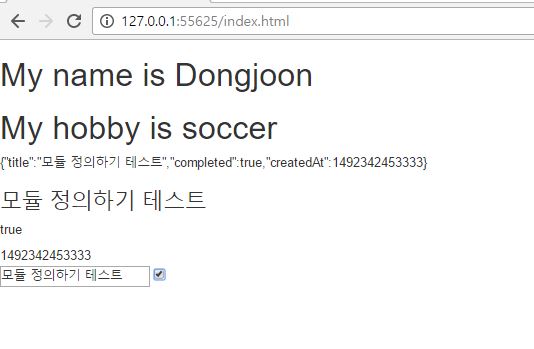 127.0.0.1:55625/index.html
My name is Dongjoon
My hobby is soccer
{"title":"모듈 정의하기 테스트","completed":true,"createdAt":1492342453333}
모듈 정의하기 테스트
true
1492342453333
모듈 정의하기 테스트